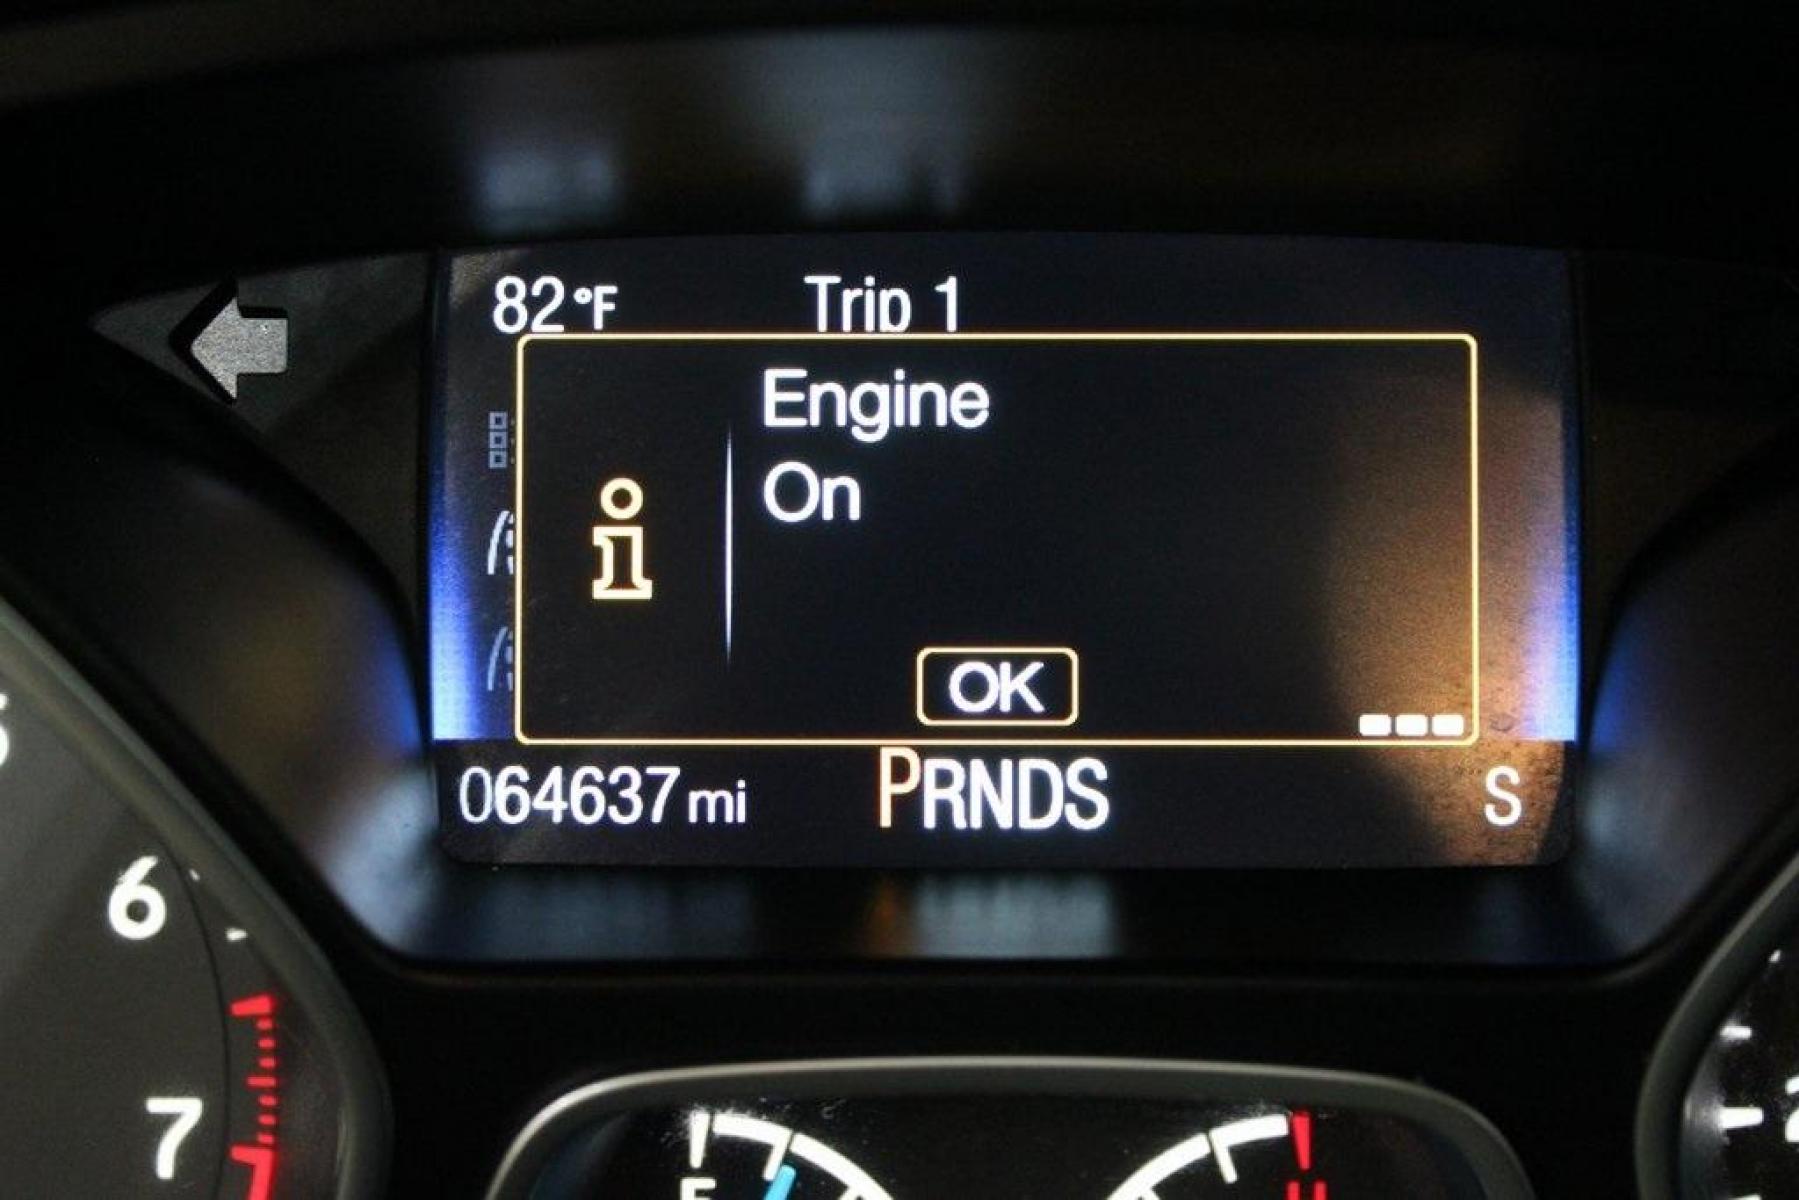 82°F Trip 1
Engine
On
OK
064637 mi PRNDS S
6
7